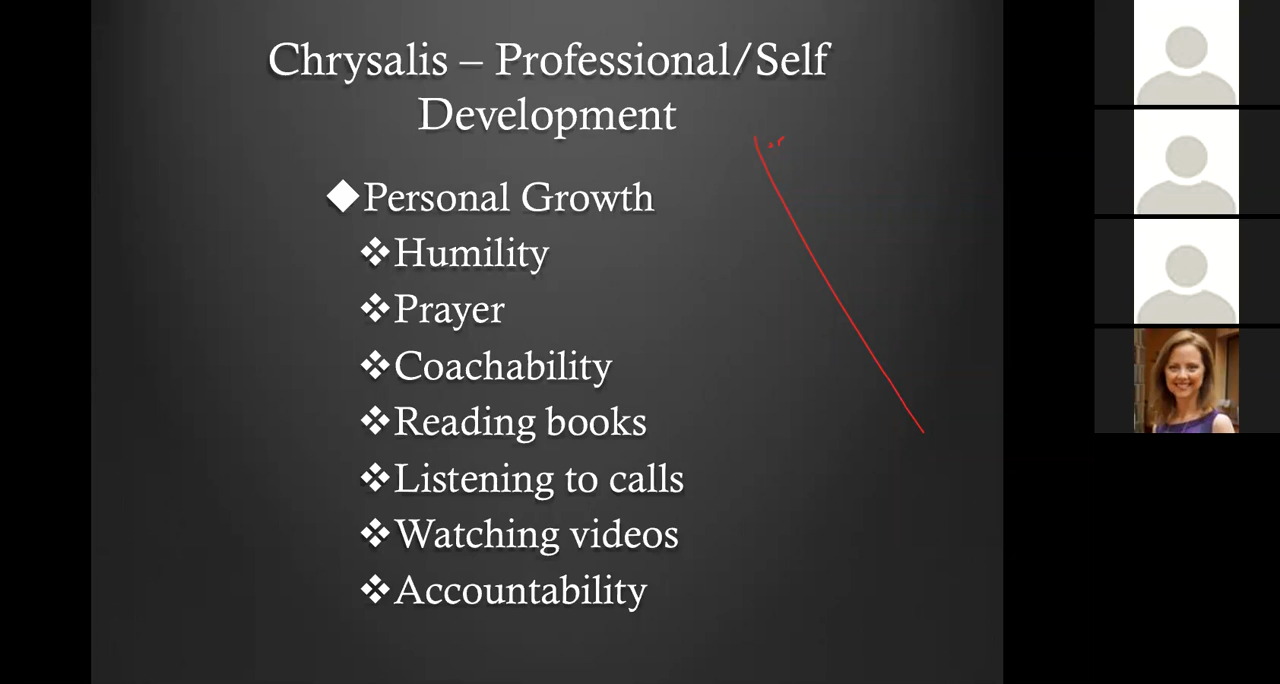 Chrysalis – Professional/Self
Development
Personal Growth
Humility
Prayer
Coachability
Reading books
Listening to calls
Watching videos
Accountability